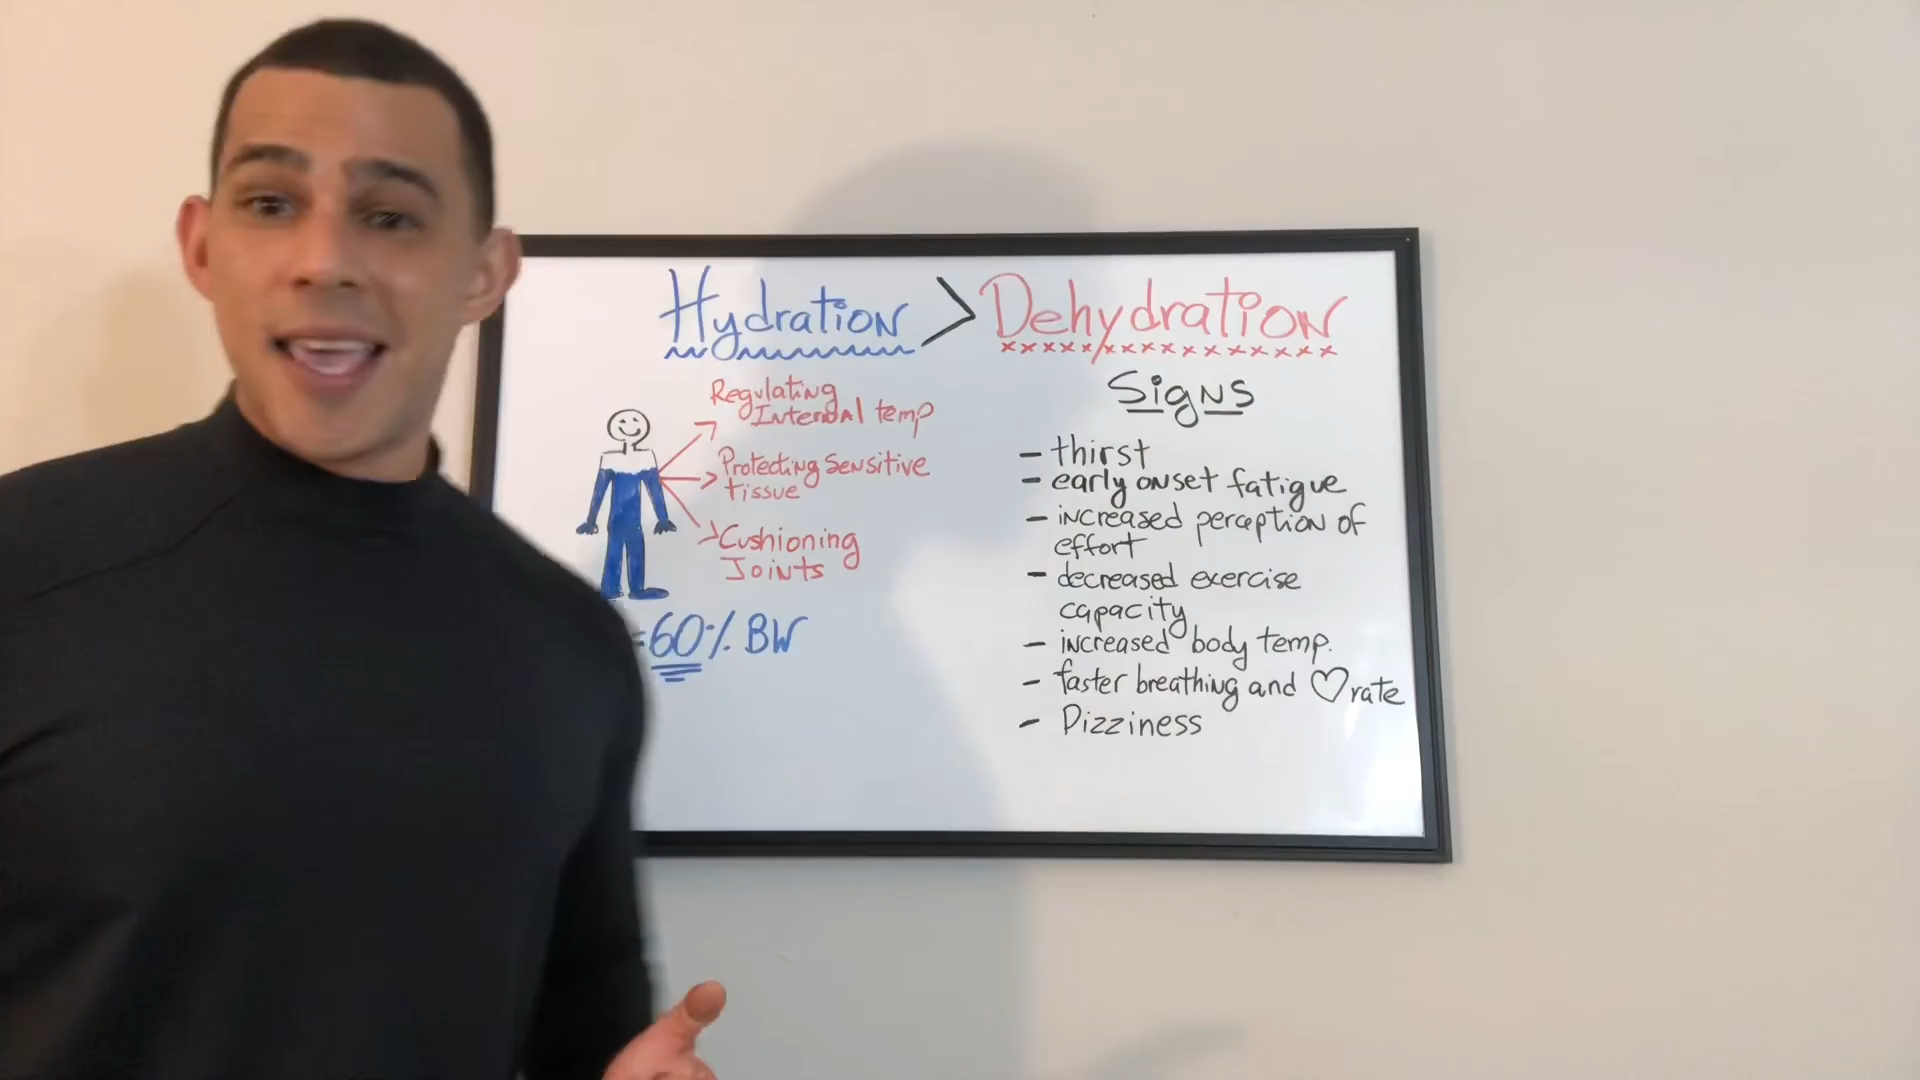 Hydration > Dehydration
Regulating
Internal temp
Protecting Sensitive
tissue
Cushioning
Joints
=60% BW
Signs
- thirst
- early onset fatigue
- increased perception of
effort
- decreased exercise
capacity
- increased body temp.
- faster breathing and ♡ rate
- Dizziness